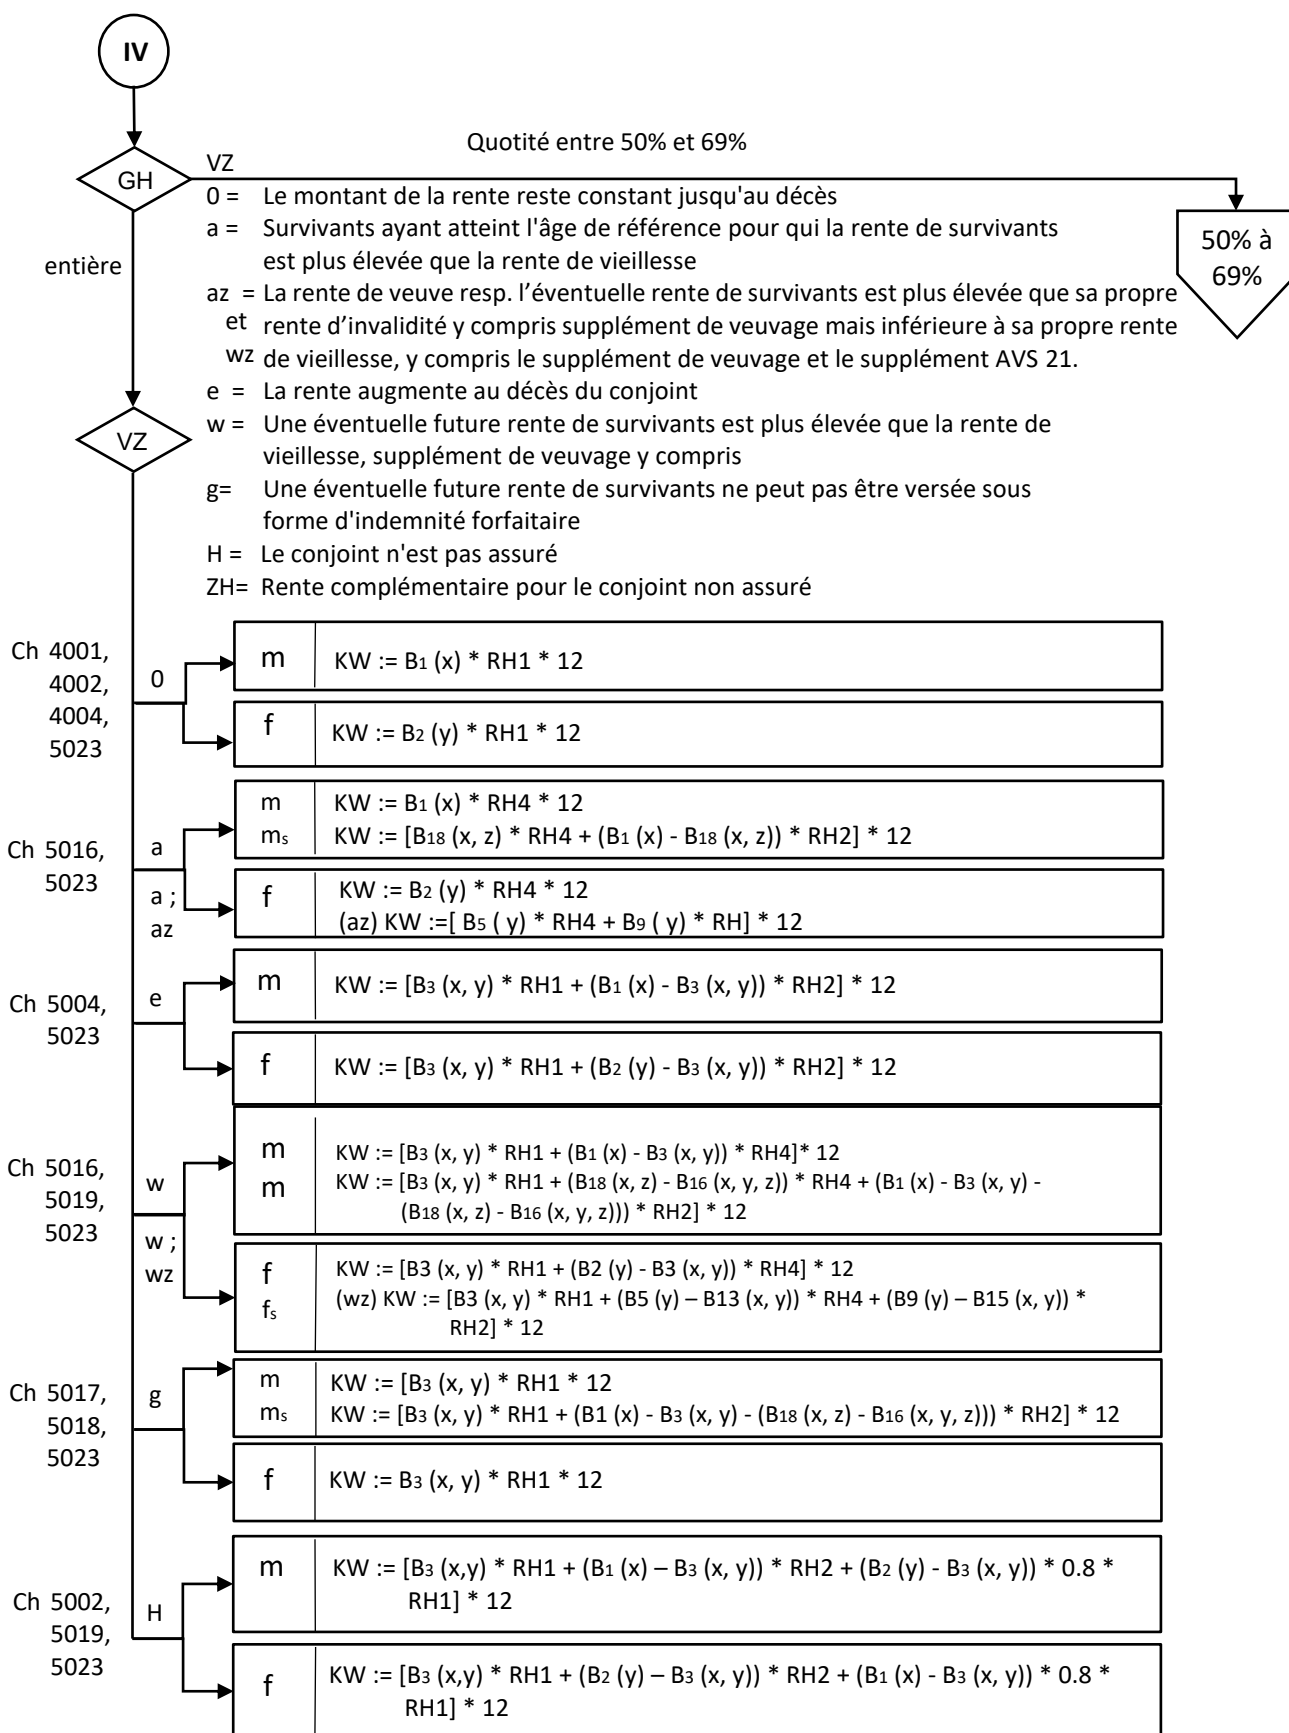 IV
Quotité entre 50% et 69%
GH
VZ
0 = Le montant de la rente reste constant jusqu'au décès
a = Survivants ayant atteint l'âge de référence pour qui la rente de survivants
est plus élevée que la rente de vieillesse
50% à
69%
entière
az = La rente de veuve resp. l’éventuelle rente de survivants est plus élevée que sa propre
et rente d’invalidité y compris supplément de veuvage mais inférieure à sa propre rente
wz de vieillesse, y compris le supplément de veuvage et le supplément AVS 21.
e = La rente augmente au décès du conjoint
VZ
w = Une éventuelle future rente de survivants est plus élevée que la rente de
vieillesse, supplément de veuvage y compris
g= Une éventuelle future rente de survivants ne peut pas être versée sous
forme d'indemnité forfaitaire
H = Le conjoint n'est pas assuré
ZH= Rente complémentaire pour le conjoint non assuré
Ch 4001,
4002,
4004,
5023
0
m KW := B1 (x) * RH1 * 12
f KW := B2 (y) * RH1 * 12
Ch 5016,
5023
a
a ;
az
m KW := B1 (x) * RH4 * 12
ms KW := [B18 (x, z) * RH4 + (B1 (x) - B18 (x, z)) * RH2] * 12
f KW := B2 (y) * RH4 * 12
(az) KW :=[ B5 ( y) * RH4 + B9 ( y) * RH] * 12
Ch 5004,
5023
e
m KW := [B3 (x, y) * RH1 + (B1 (x) - B3 (x, y)) * RH2] * 12
f KW := [B3 (x, y) * RH1 + (B2 (y) - B3 (x, y)) * RH2] * 12
Ch 5016,
5019,
5023
w
w ;
wz
m KW := [B3 (x, y) * RH1 + (B1 (x) - B3 (x, y)) * RH4]* 12
m KW := [B3 (x, y) * RH1 + (B18 (x, z) - B16 (x, y, z)) * RH4 + (B1 (x) - B3 (x, y) -
(B18 (x, z) - B16 (x, y, z))) * RH2] * 12
f KW := [B3 (x, y) * RH1 + (B2 (y) - B3 (x, y)) * RH4] * 12
fs (wz) KW := [B3 (x, y) * RH1 + (B5 (y) – B13 (x, y)) * RH4 + (B9 (y) – B15 (x, y)) *
RH2] * 12
Ch 5017,
5018,
5023
g
m KW := [B3 (x, y) * RH1 * 12
ms KW := [B3 (x, y) * RH1 + (B1 (x) - B3 (x, y) - (B18 (x, z) - B16 (x, y, z))) * RH2] * 12
f KW := B3 (x, y) * RH1 * 12
Ch 5002,
5019,
5023
H
m KW := [B3 (x,y) * RH1 + (B1 (x) – B3 (x, y)) * RH2 + (B2 (y) - B3 (x, y)) * 0.8 *
RH1] * 12
f KW := [B3 (x,y) * RH1 + (B2 (y) – B3 (x, y)) * RH2 + (B1 (x) - B3 (x, y)) * 0.8 *
RH1] * 12